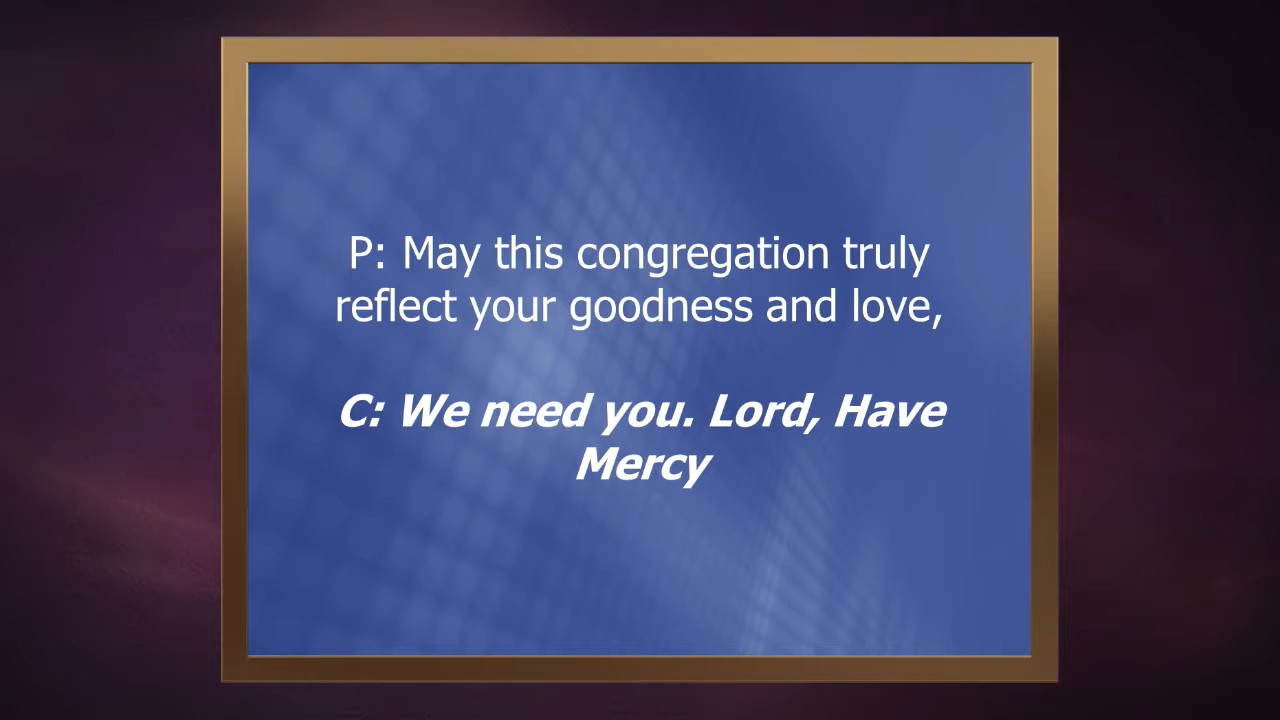 P: May this congregation truly
reflect your goodness and love,
C: We need you. Lord, Have
Mercy